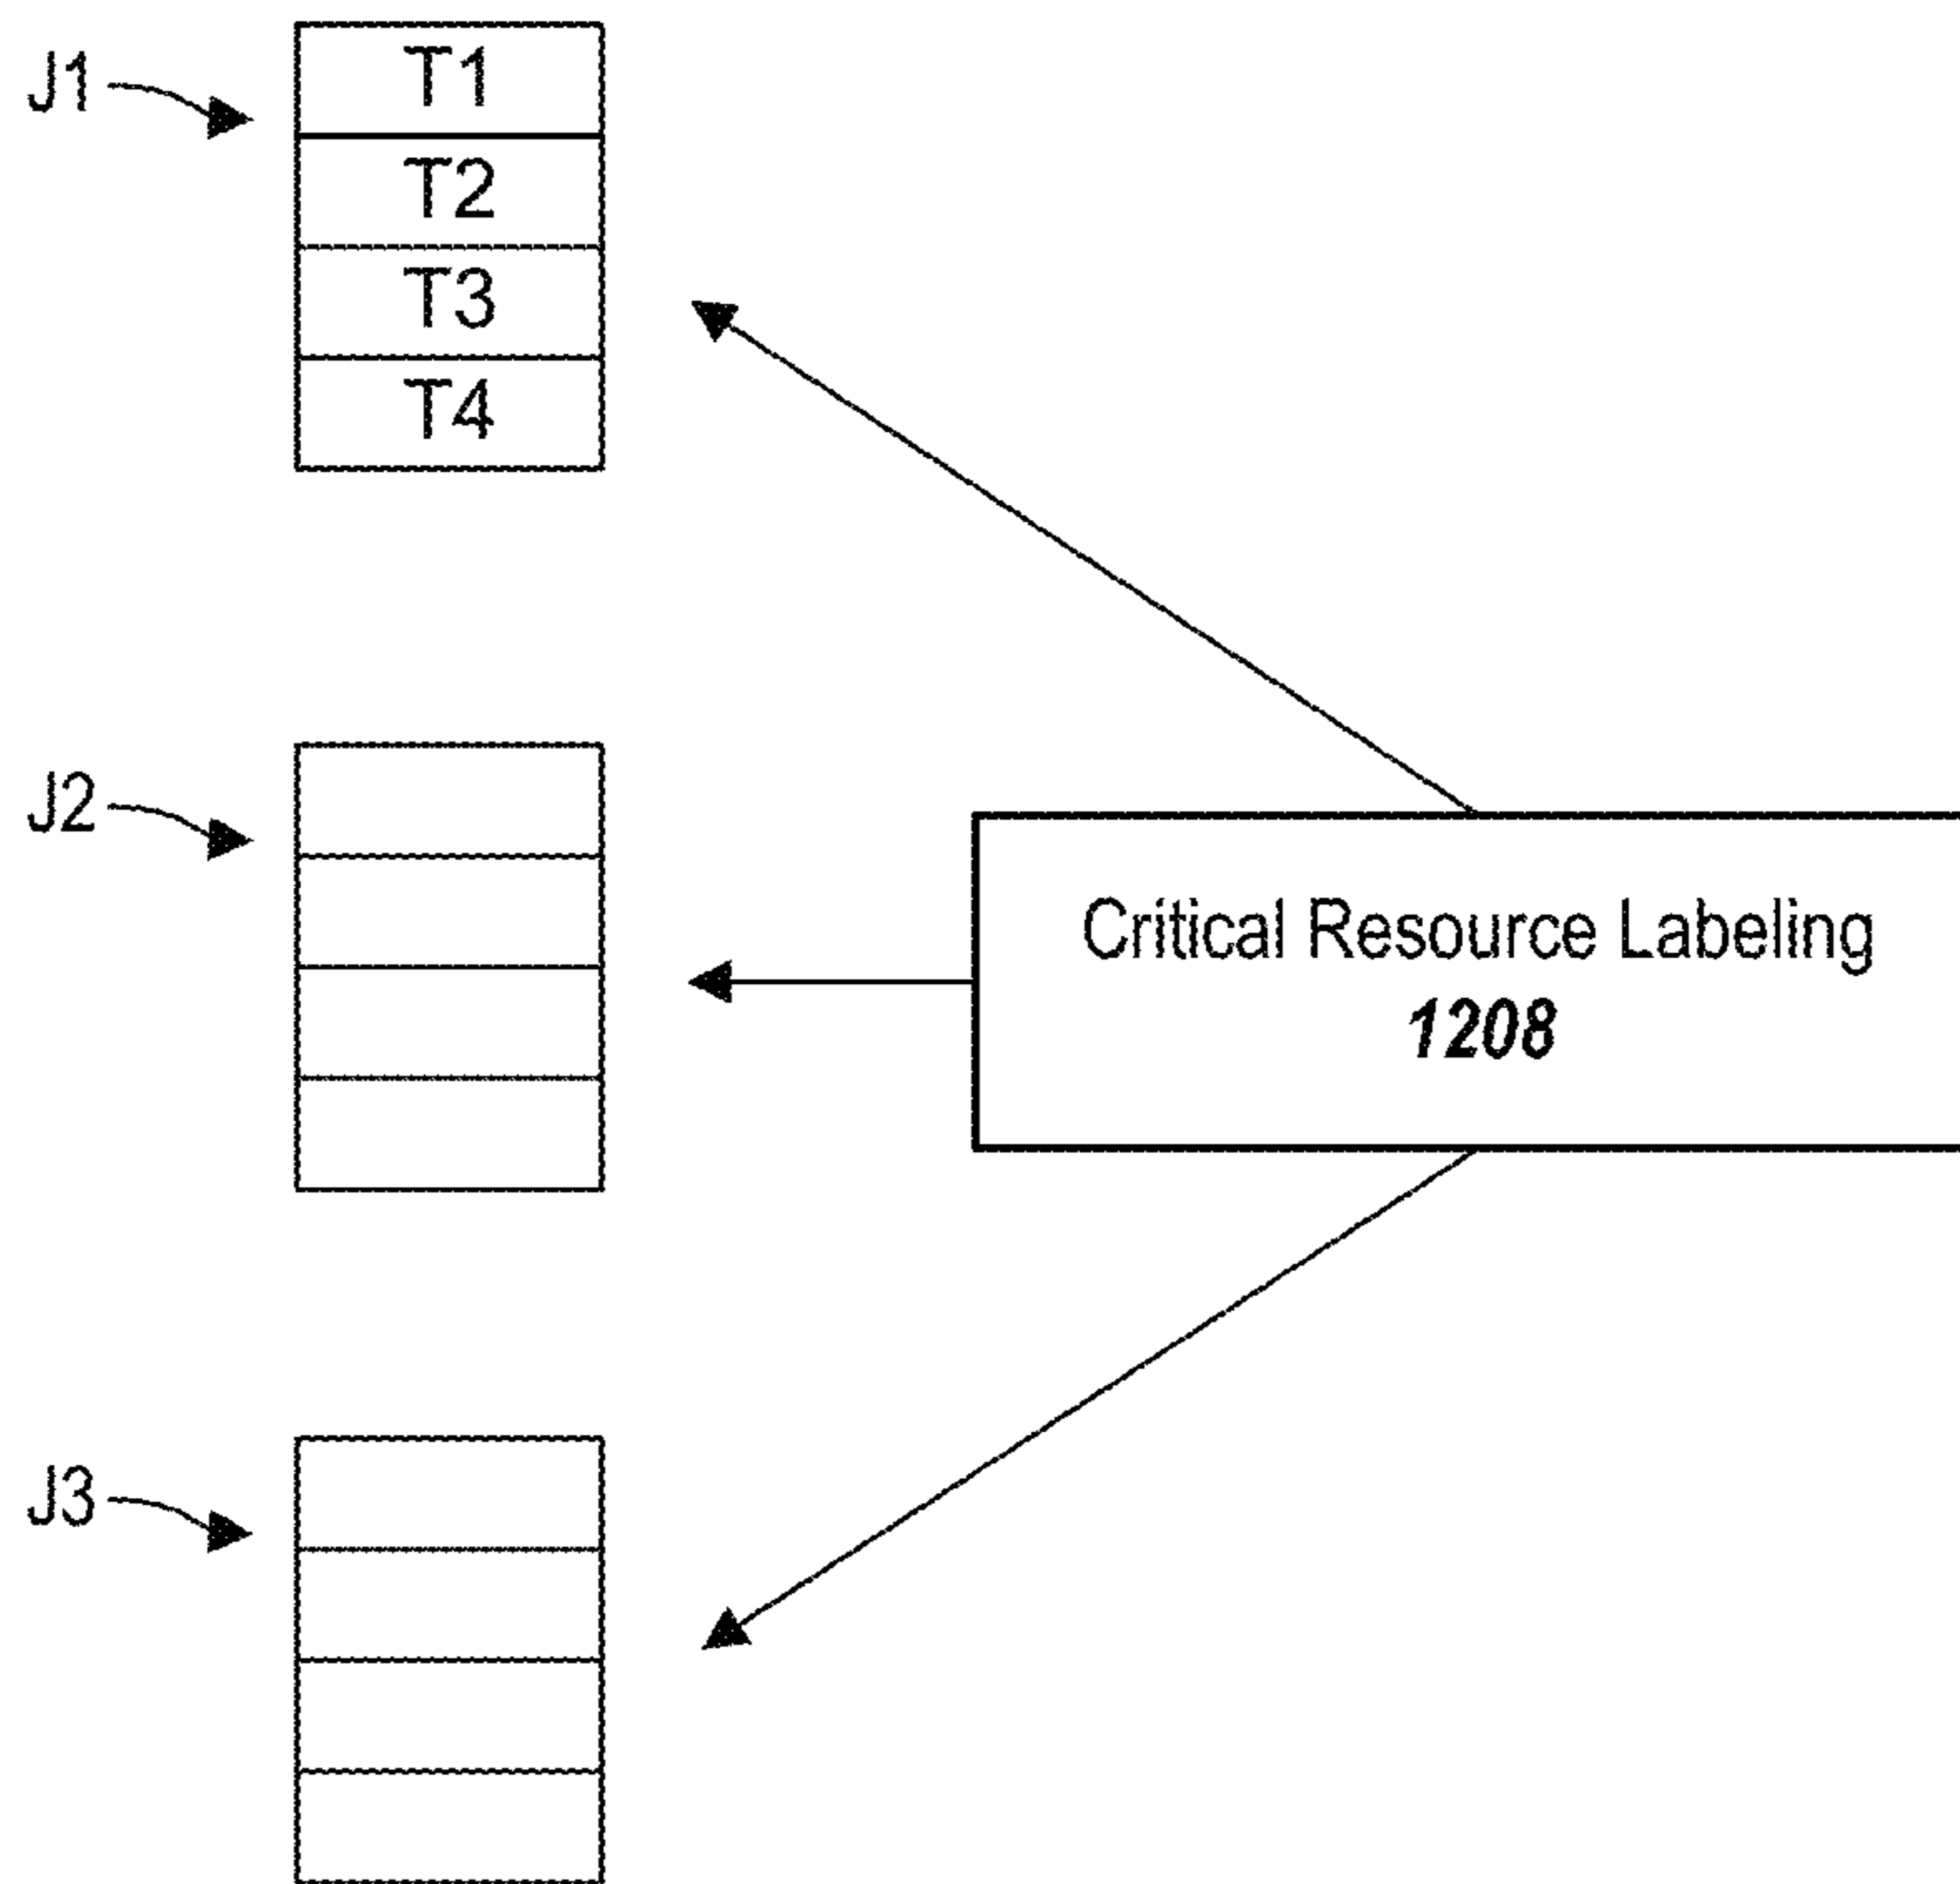 J1
T1
T2
T3
T4
J2
Critical Resource Labeling
1208
J3